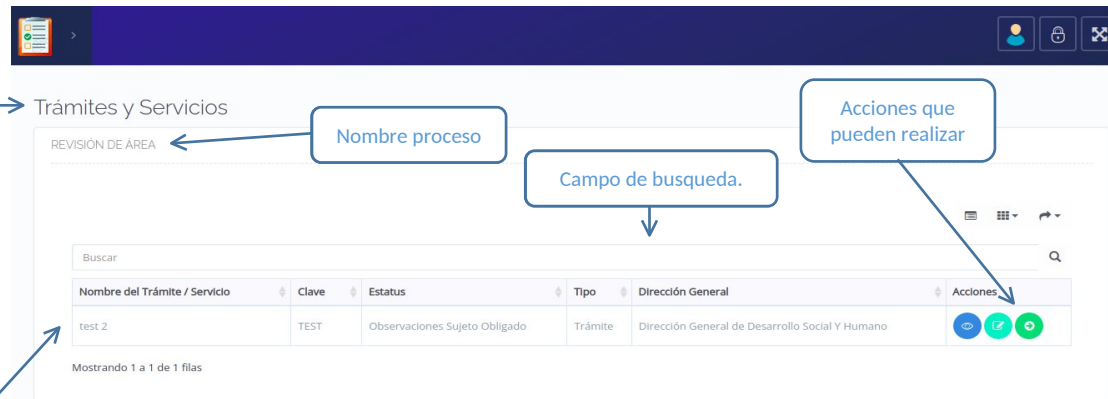 Trámites y Servicios
REVISIÓN DE ÁREA
Nombre proceso
Acciones que
pueden realizar
Campo de busqueda.
Buscar
Nombre del Trámite / Servicio Clave Estatus Tipo Dirección General Acciones
test 2 TEST Observaciones Sujeto Obligado Trámite Dirección General de Desarrollo Social Y Humano
Mostrando 1 a 1 de 1 filas